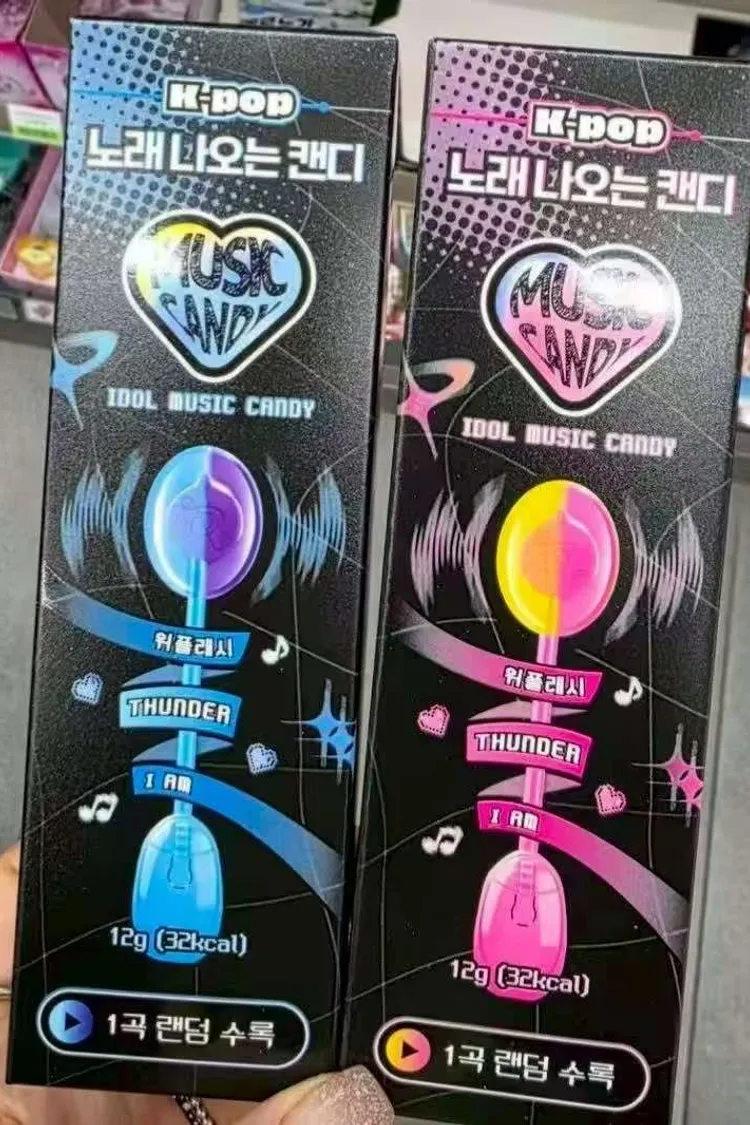 K-pop
노래 나오는 캔디
MUSIC
CANDY
IDOL MUSIC CANDY
위플래시
THUNDER
I AM
12g (32kcal)
1곡 랜덤 수록
K-pop
노래 나오는 캔디
MUSIC
CANDY
IDOL MUSIC CANDY
위플래시
THUNDER
I AM
12g (32kcal)
1곡 랜덤 수록